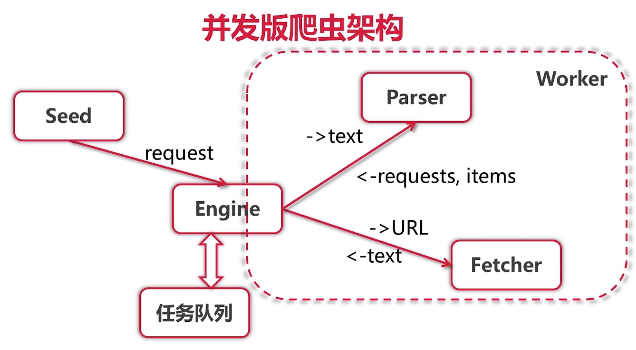 并发版爬虫架构
Worker
Parser
Seed
->text
request
<-requests, items
Engine
->URL
<-text
Fetcher
任务队列